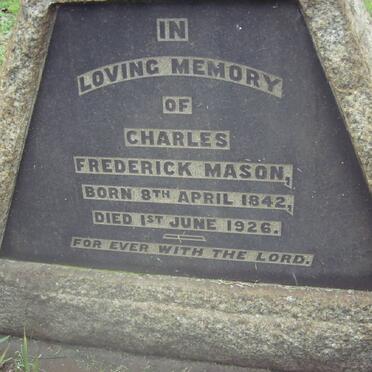 IN
LOVING MEMORY
OF
CHARLES
FREDERICK MASON,
BORN 8TH APRIL 1842,
DIED 1ST JUNE 1926.
FOR EVER WITH THE LORD.